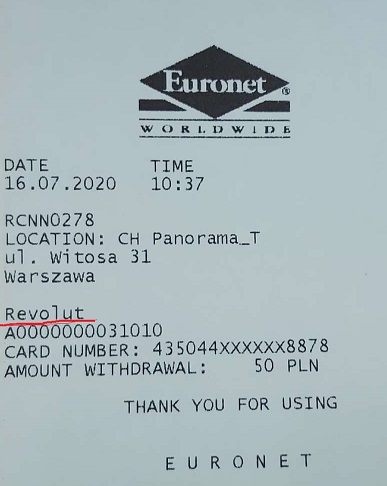 Euronet ®
WORLDWIDE
DATE TIME
16.07.2020 10:37
RCNN0278
LOCATION: CH Panorama_T
ul. Witosa 31
Warszawa
Revolut
A0000000031010
CARD NUMBER: 435044XXXXXX8878
AMOUNT WITHDRAWAL: 50 PLN
THANK YOU FOR USING
EURONET